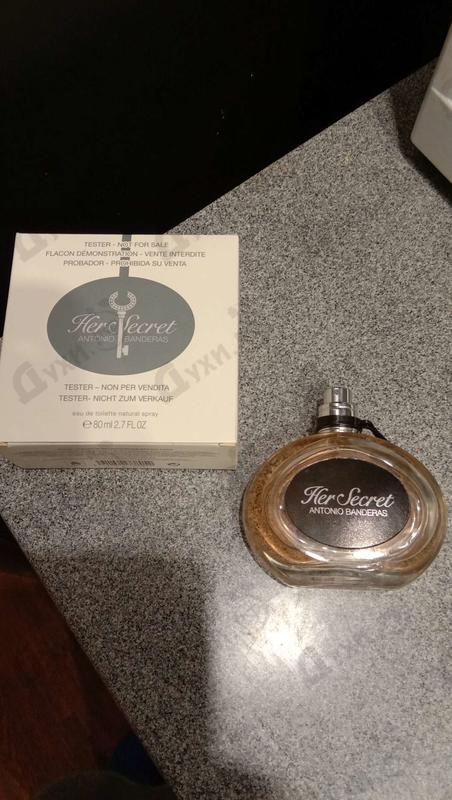 TESTER - NOT FOR SALE
FLACON DÉMONSTRATION - VENTE INTERDITE
PROBADOR - PROHIBIDA SU VENTA
Her Secret
ANTONIO BANDERAS
TESTER – NON PER VENDITA
TESTER- NICHT ZUM VERKAUF
eau de toilette natural spray
℮ 80 ml 2.7 FL.OZ
Her Secret
ANTONIO BANDERAS